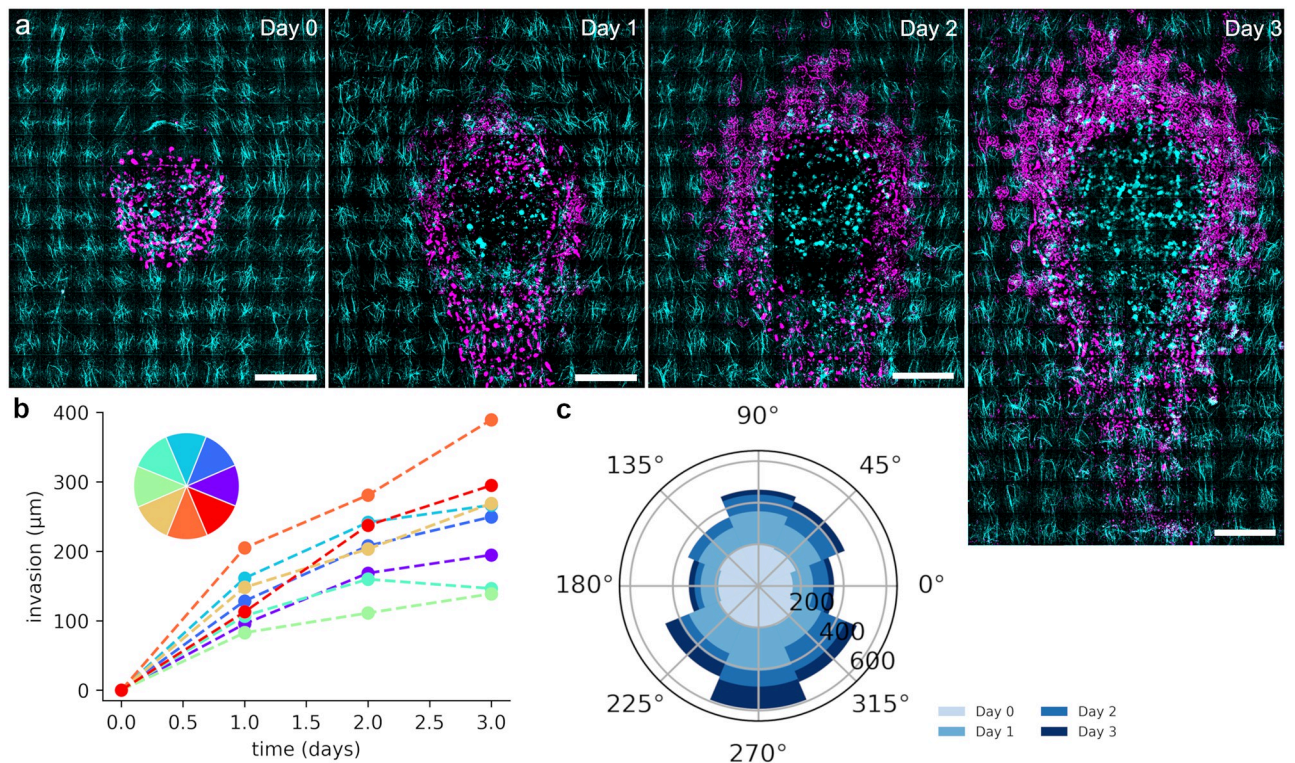 a
Day 0
Day 1
Day 2
Day 3
b
400
300
200
100
0
invasion (µm)
0.0 0.5 1.0 1.5 2.0 2.5 3.0
time (days)
c
90°
135° 45°
180° 0°
200
400
600
225° 315°
270°
Day 0 Day 2
Day 1 Day 3